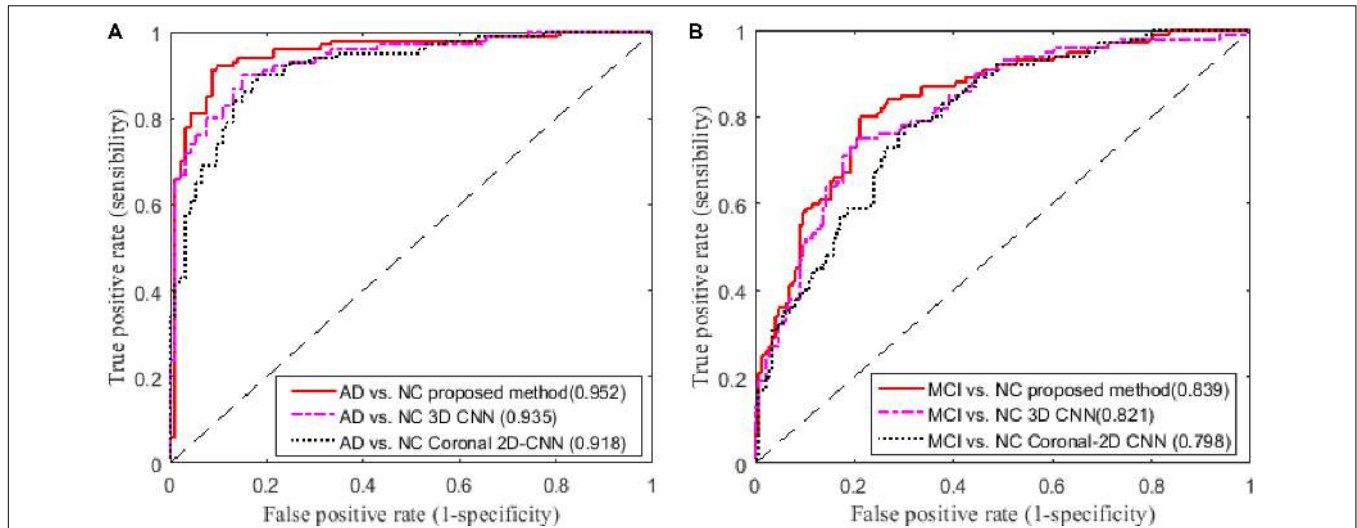 A
True positive rate (sensibility)
1
0.8
0.6
0.4
0.2
0
0
0.2
0.4
0.6
0.8
1
False positive rate (1-specificity)
AD vs. NC proposed method(0.952)
AD vs. NC 3D CNN (0.935)
AD vs. NC Coronal 2D-CNN (0.918)
B
True positive rate (sensibility)
1
0.8
0.6
0.4
0.2
0
0
0.2
0.4
0.6
0.8
1
False positive rate (1-specificity)
MCI vs. NC proposed method(0.839)
MCI vs. NC 3D CNN(0.821)
MCI vs. NC Coronal-2D CNN (0.798)